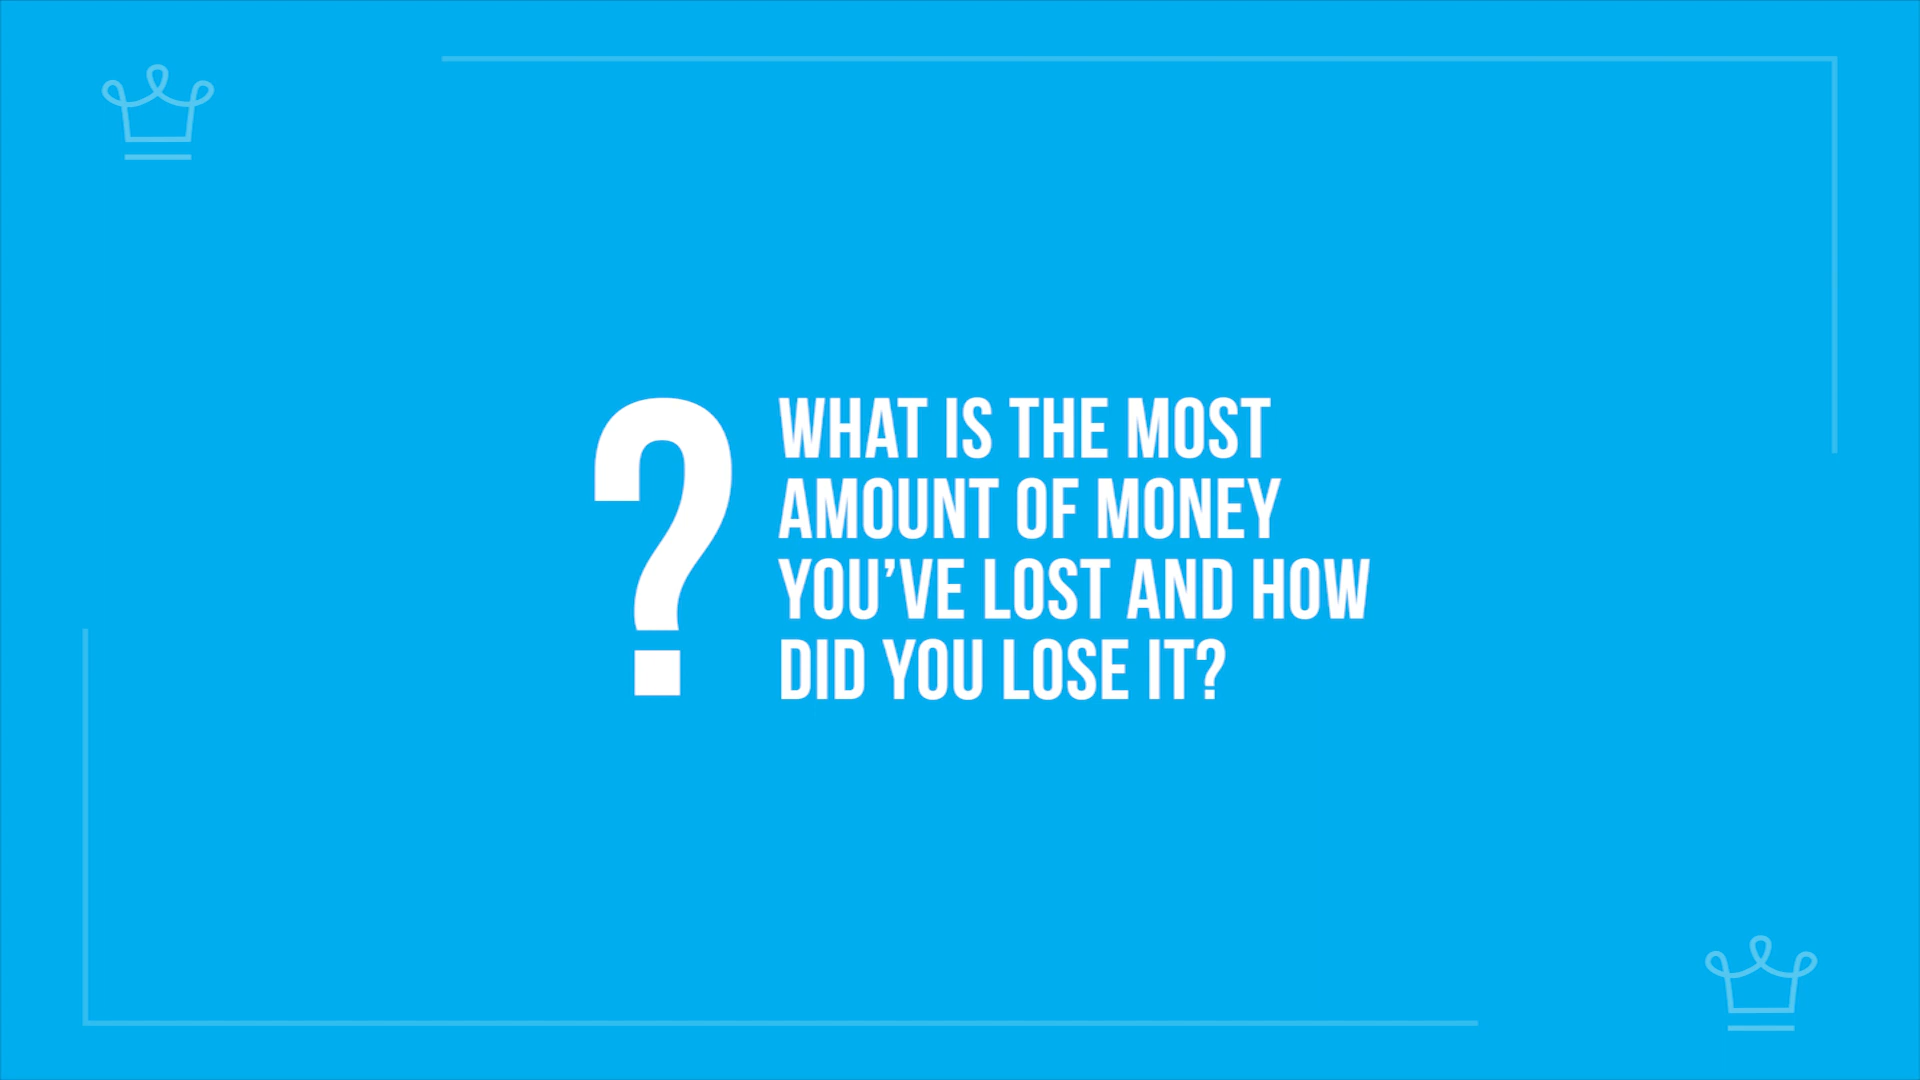 ?
WHAT IS THE MOST
AMOUNT OF MONEY
YOU’VE LOST AND HOW
DID YOU LOSE IT?